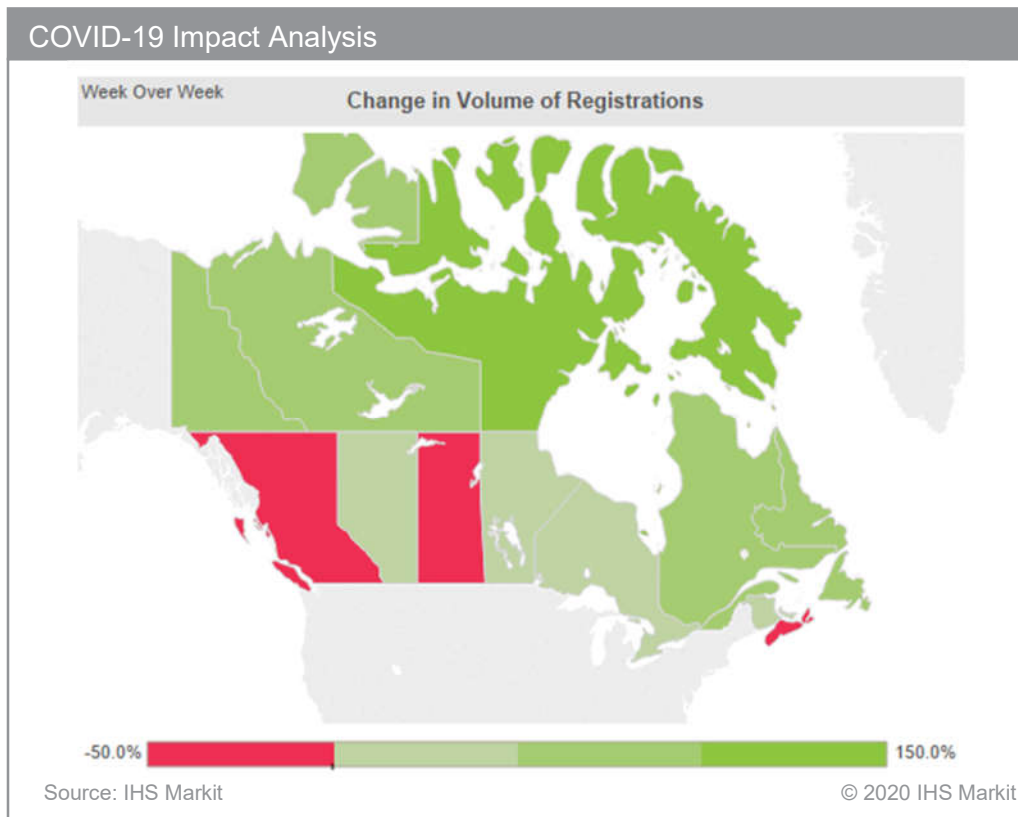 COVID-19 Impact Analysis
Week Over Week
Change in Volume of Registrations
-50.0%
150.0%
Source: IHS Markit
© 2020 IHS Markit